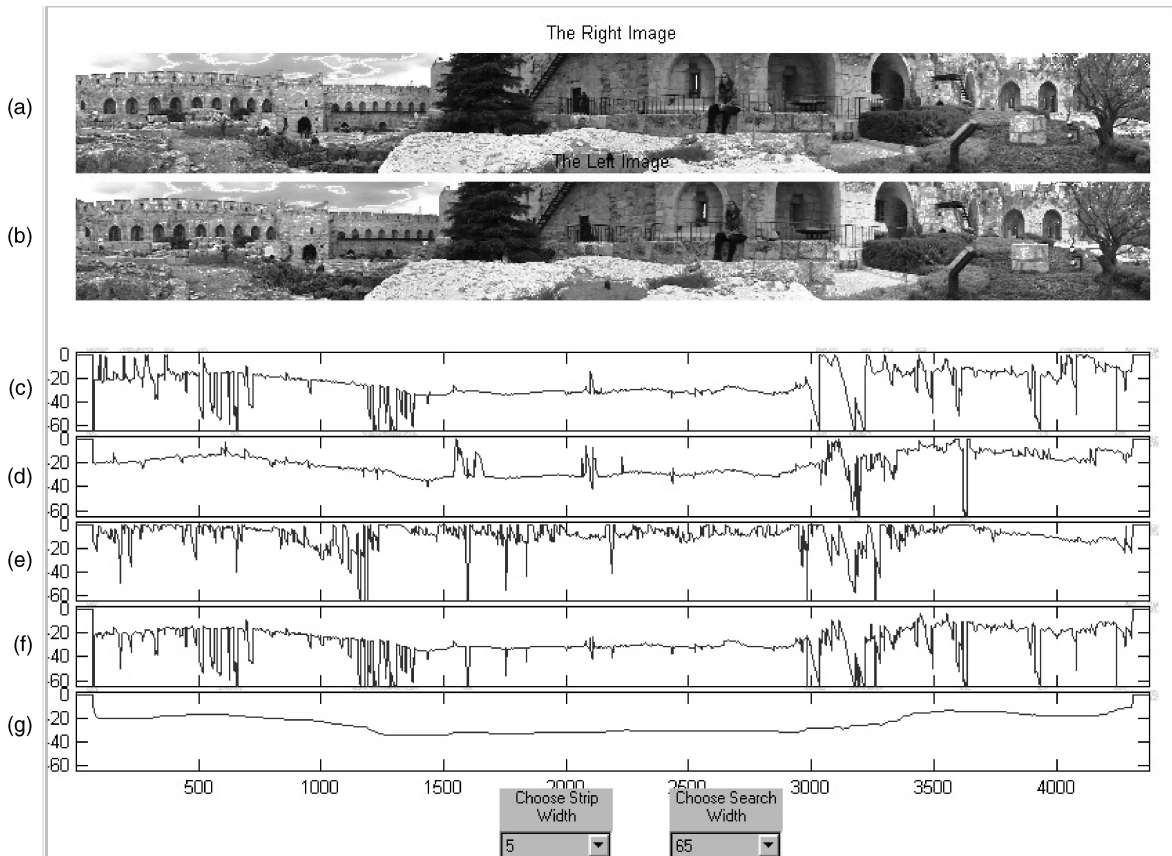 The Right Image
(a)
The Left Image
(b)
(c)
0
-20
-40
-60
(d)
0
-20
-40
-60
(e)
0
-20
-40
-60
(f)
0
-20
-40
-60
(g)
0
-20
-40
-60
500 1000 1500 2000 2500 3000 3500 4000
Choose Strip Width
Choose Search Width
5
65